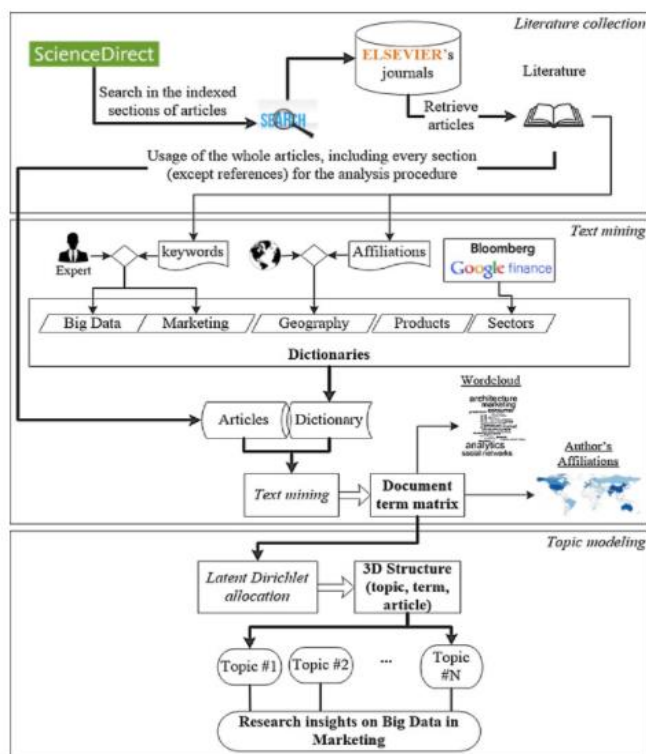 Literature collection
ScienceDirect
Search in the indexed
sections of articles
SEARCH
ELSEVIER's
journals
Retrieve
articles
Literature
Usage of the whole articles, including every section
(except references) for the analysis procedure
Text mining
Expert
keywords
Affiliations
Bloomberg
Google finance
Big Data
Marketing
Geography
Products
Sectors
Dictionaries
Articles
Dictionary
Wordcloud
architecture
marketing
analytics
social networks
Author's
Affiliations
Text mining
Document
term matrix
Topic modeling
Latent Dirichlet
allocation
3D Structure
(topic, term,
article)
Topic #1
Topic #2
...
Topic
#N
Research insights on Big Data in
Marketing